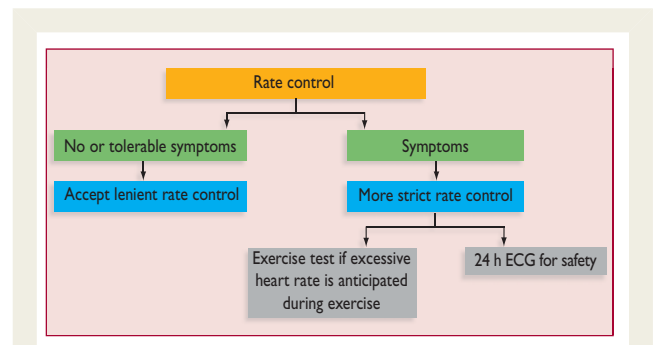 Rate control
No or tolerable symptoms
Symptoms
Accept lenient rate control
More strict rate control
Exercise test if excessive
heart rate is anticipated
during exercise
24 h ECG for safety